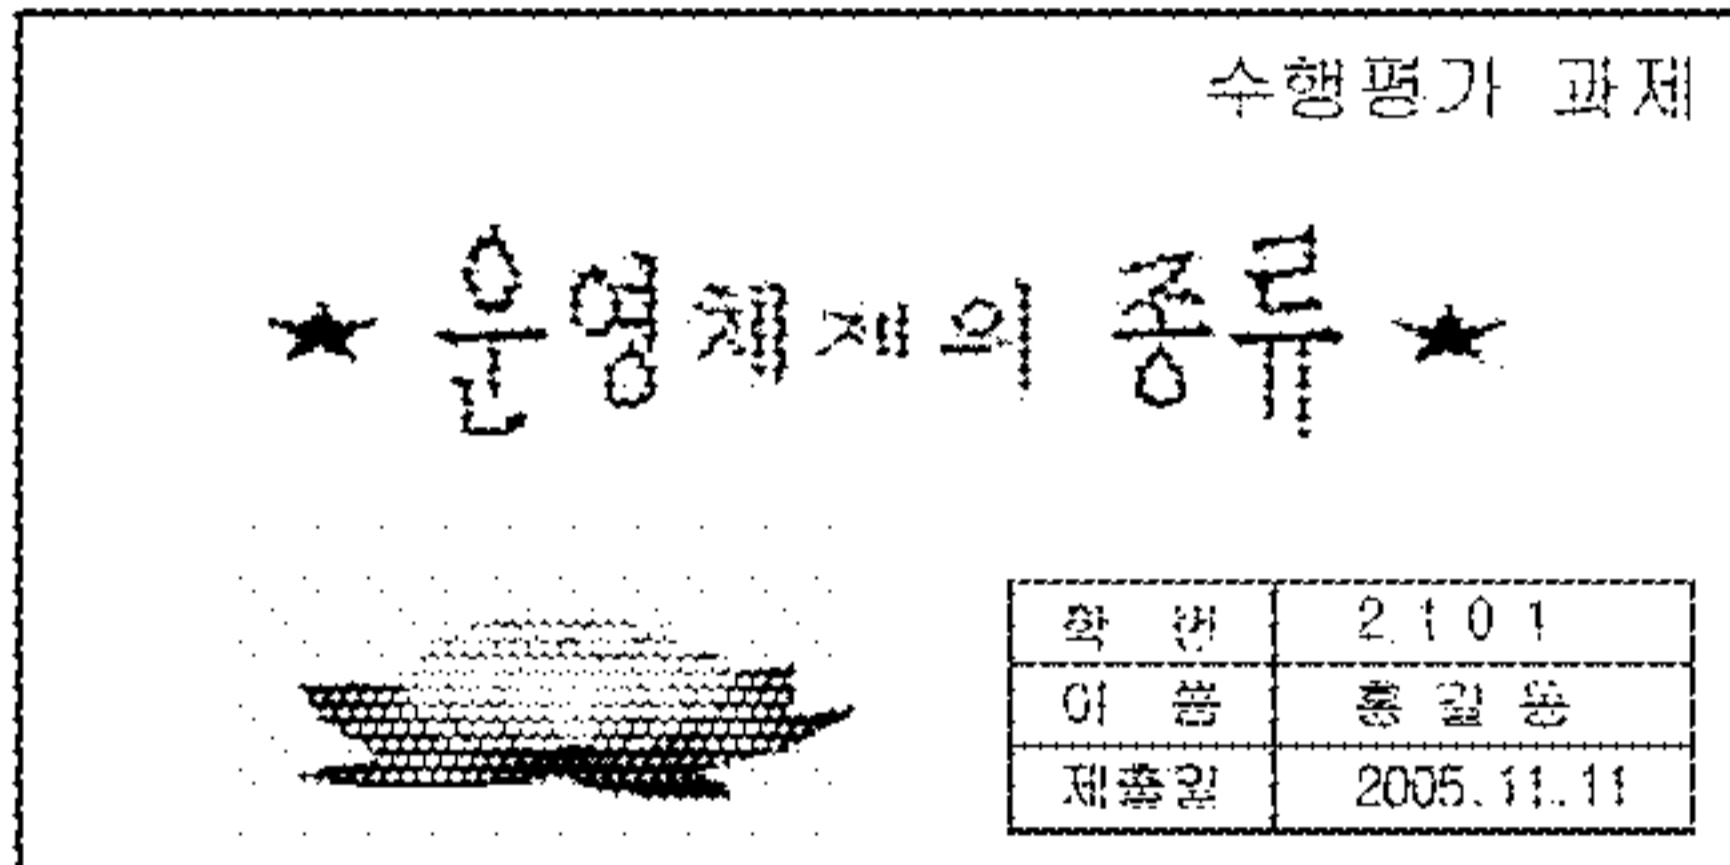 수행평가 과제
★ 운영체제의 종류 ★
학 번 2101
이 름 홍길동
제출일 2005.11.11